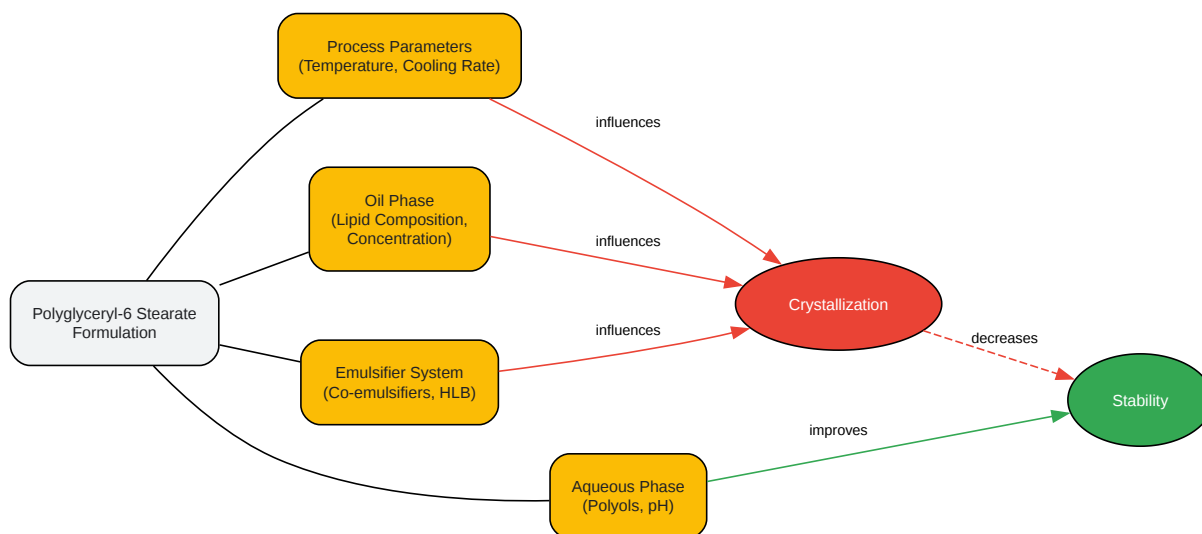 Process Parameters
(Temperature, Cooling Rate)
influences
Oil Phase
(Lipid Composition,
Concentration)
influences
Polyglyceryl-6 Stearate
Formulation
Crystallization
influences
decreases
Emulsifier System
(Co-emulsifiers, HLB)
Stability
improves
Aqueous Phase
(Polyols, pH)